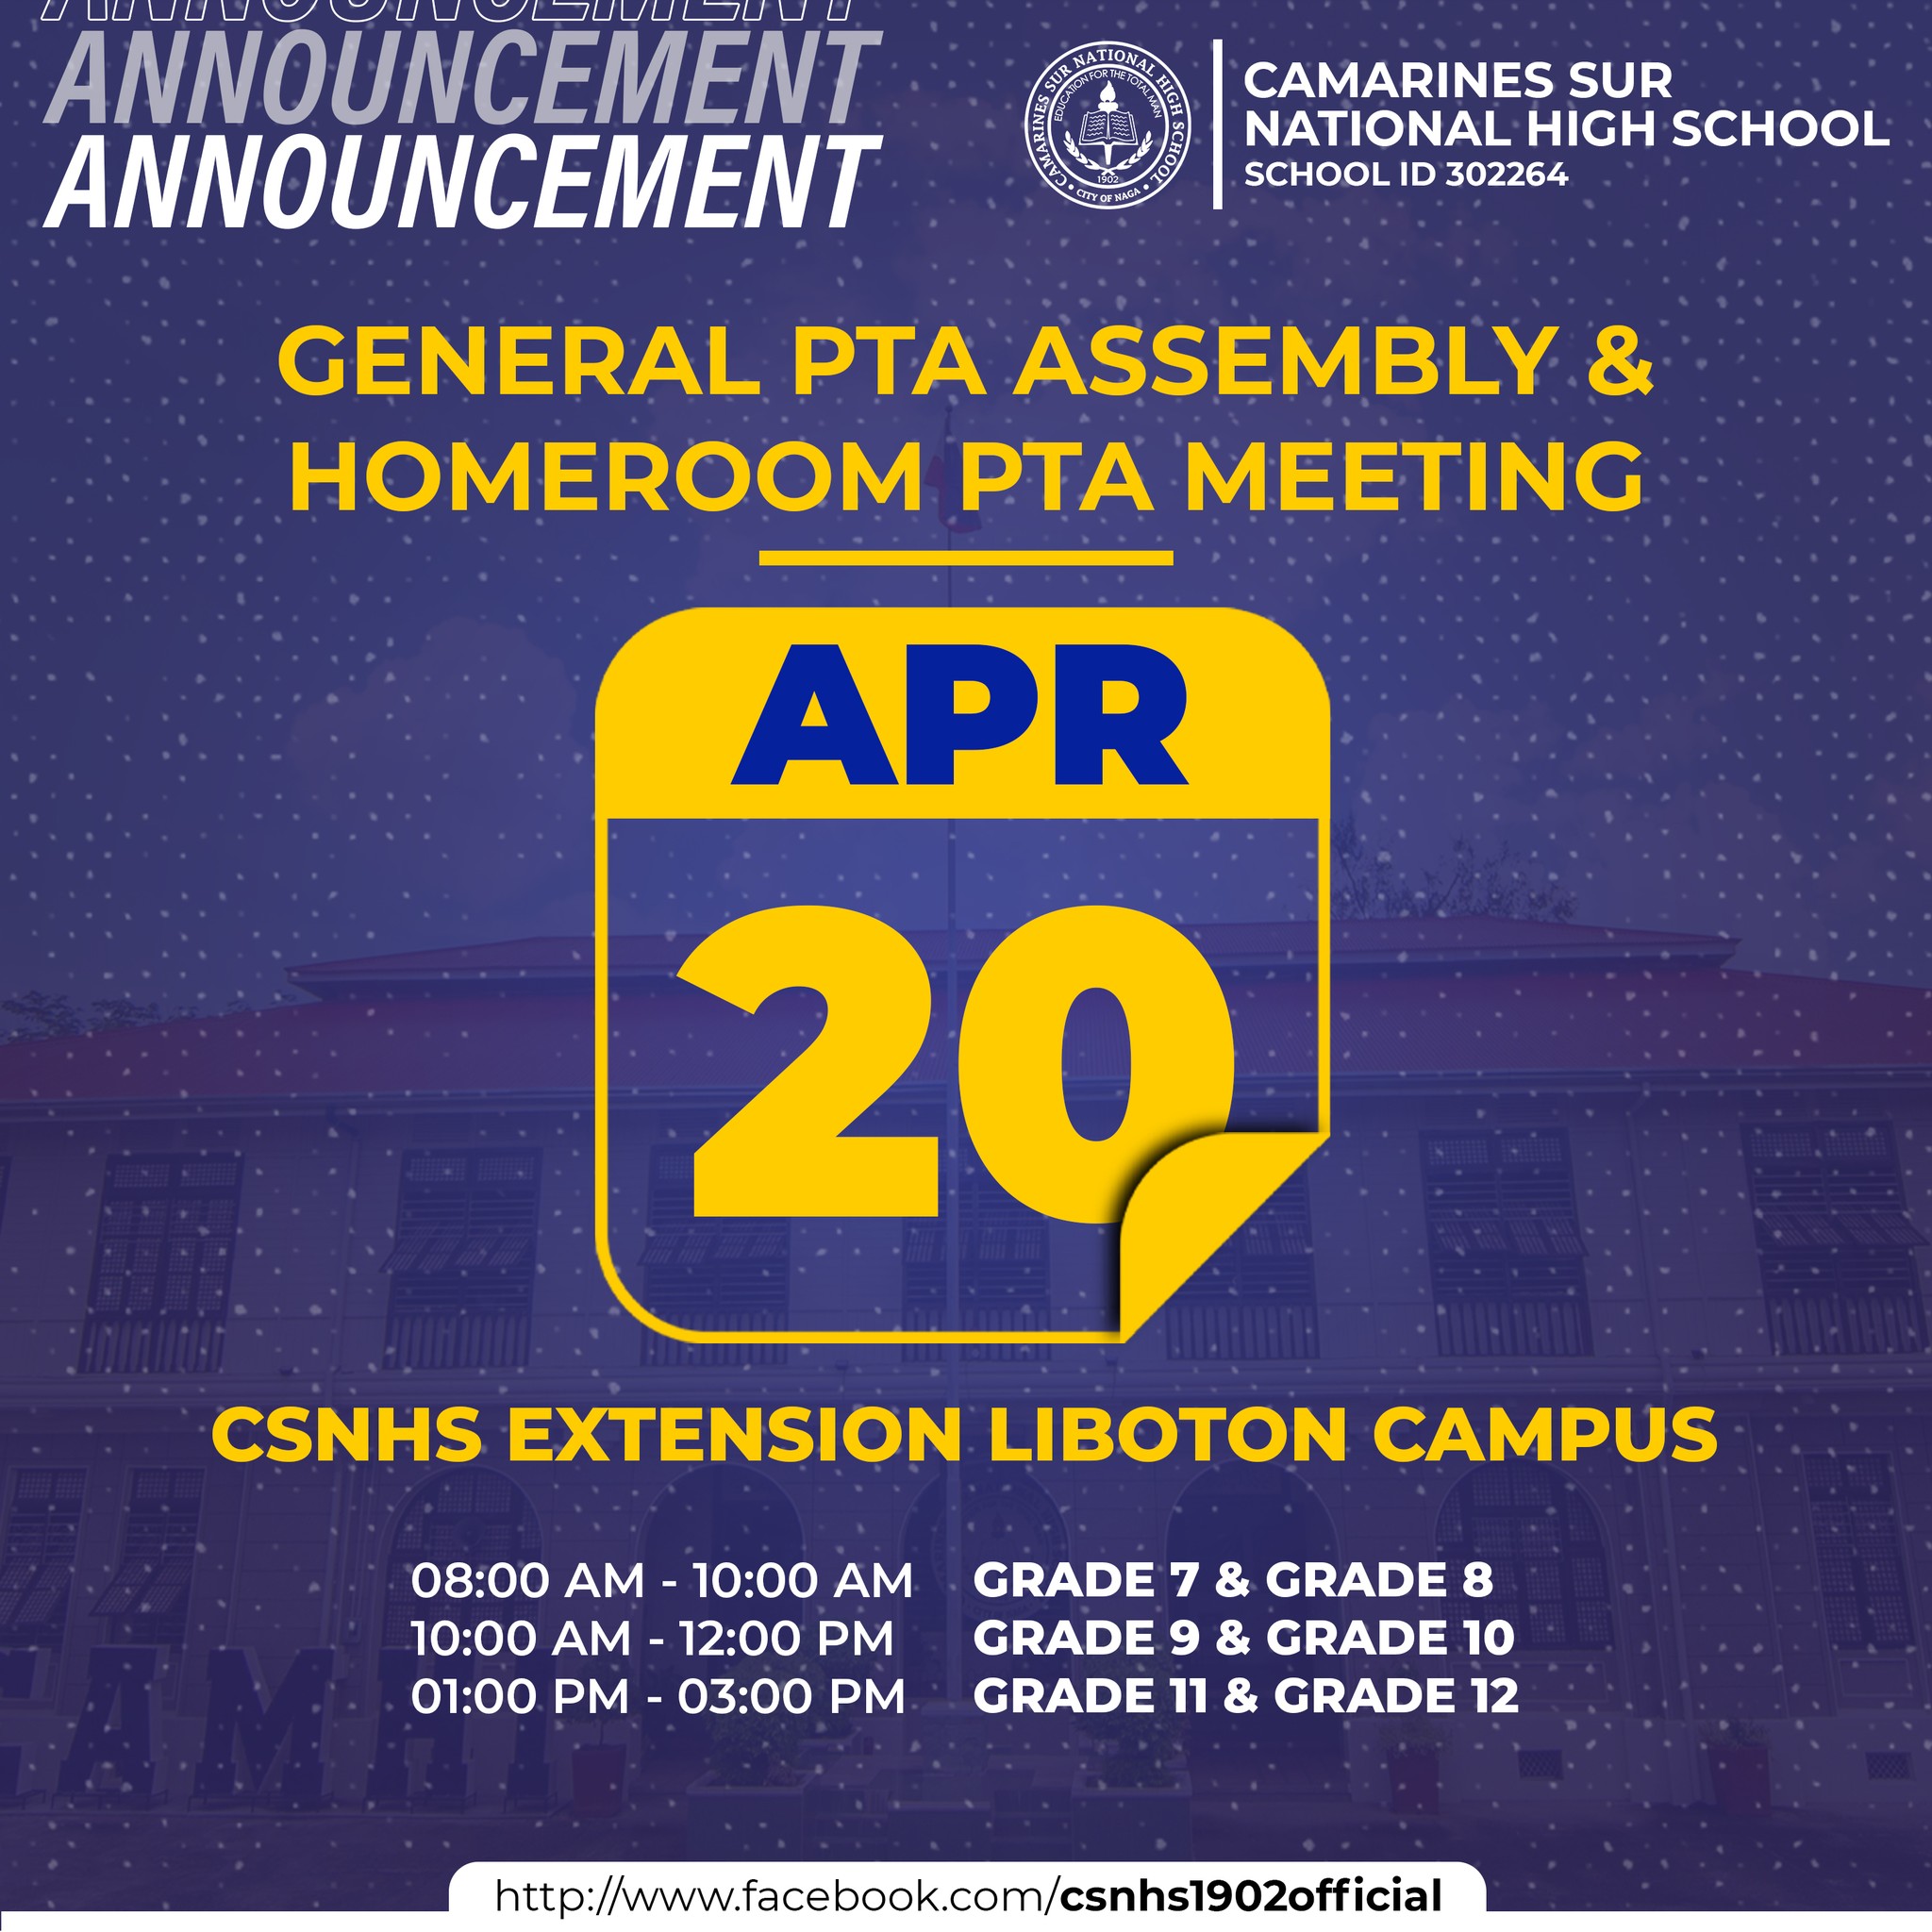 ANNOUNCEMENT
ANNOUNCEMENT
ANNOUNCEMENT
CAMARINES SUR NATIONAL HIGH SCHOOL
EDUCATION FOR THE TOTAL MAN
1902
• CITY OF NAGA •
CAMARINES SUR
NATIONAL HIGH SCHOOL
SCHOOL ID 302264
GENERAL PTA ASSEMBLY &
HOMEROOM PTA MEETING
APR
20
CSNHS EXTENSION LIBOTON CAMPUS
08:00 AM - 10:00 AM GRADE 7 & GRADE 8
10:00 AM - 12:00 PM GRADE 9 & GRADE 10
01:00 PM - 03:00 PM GRADE 11 & GRADE 12
http://www.facebook.com/csnhs1902official